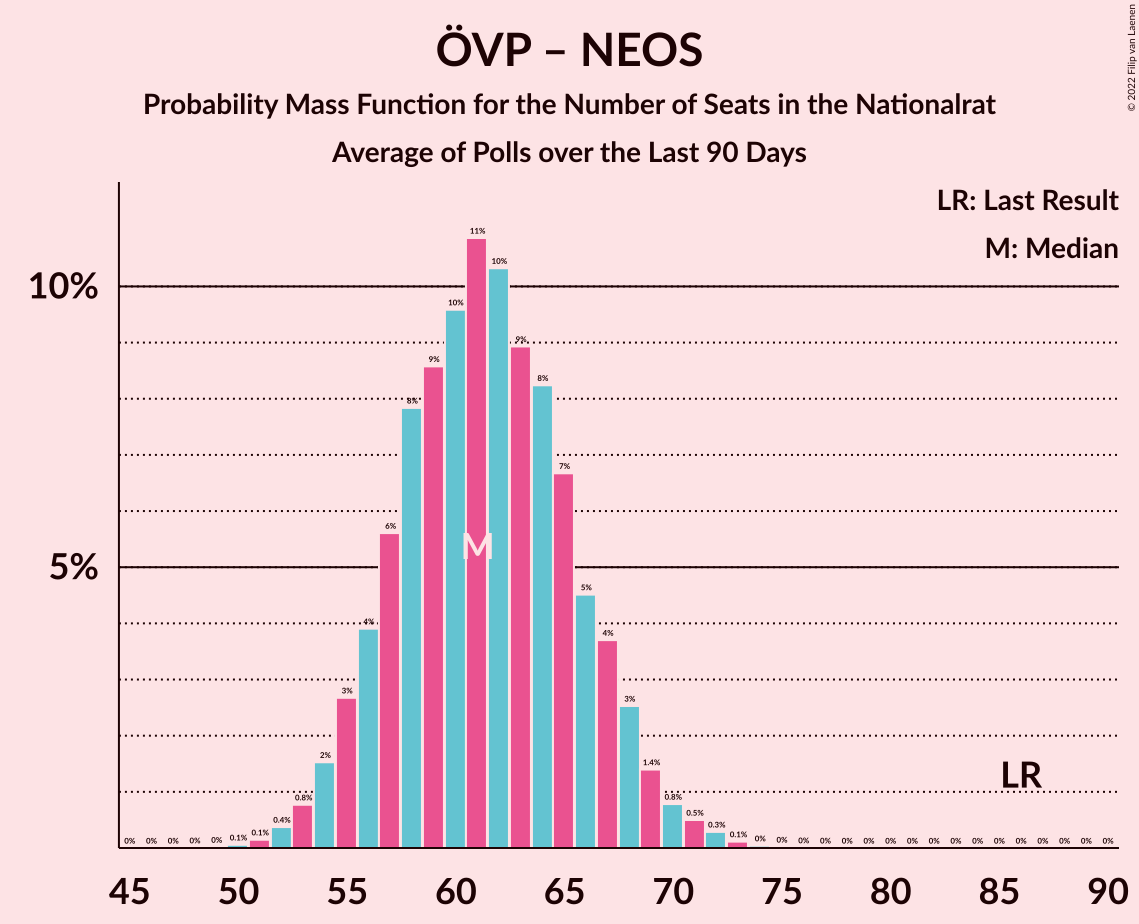 ÖVP – NEOS
Probability Mass Function for the Number of Seats in the Nationalrat
Average of Polls over the Last 90 Days
© 2022 Filip van Laenen
LR: Last Result
M: Median
10%
5%
0% 0% 0% 0% 0% 0.1% 0.1% 0.4% 0.8% 2% 3% 4% 6% 8% 9% 10% 11% 10% 9% 8% 7% 5% 4% 3% 1.4% 0.8% 0.5% 0.3% 0.1% 0% 0% 0% 0% 0% 0% 0% 0% 0% 0% 0% 0% 0% 0% 0% 0% 0%
M
LR
45 50 55 60 65 70 75 80 85 90